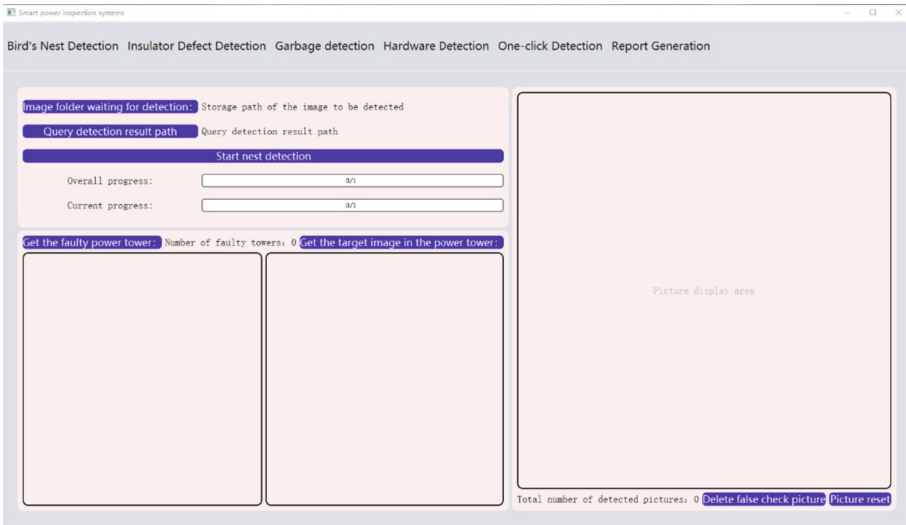 Smart power inspection systems
Bird's Nest Detection Insulator Defect Detection Garbage detection Hardware Detection One-click Detection Report Generation
Image folder waiting for detection: Storage path of the image to be detected
Query detection result path Query detection result path
Start nest detection
Overall progress: 0/1
Current progress: 0/1
Get the faulty power tower: Number of faulty towers: 0 Get the target image in the power tower:
Picture display area
Total number of detected pictures: 0 Delete false check picture Picture reset